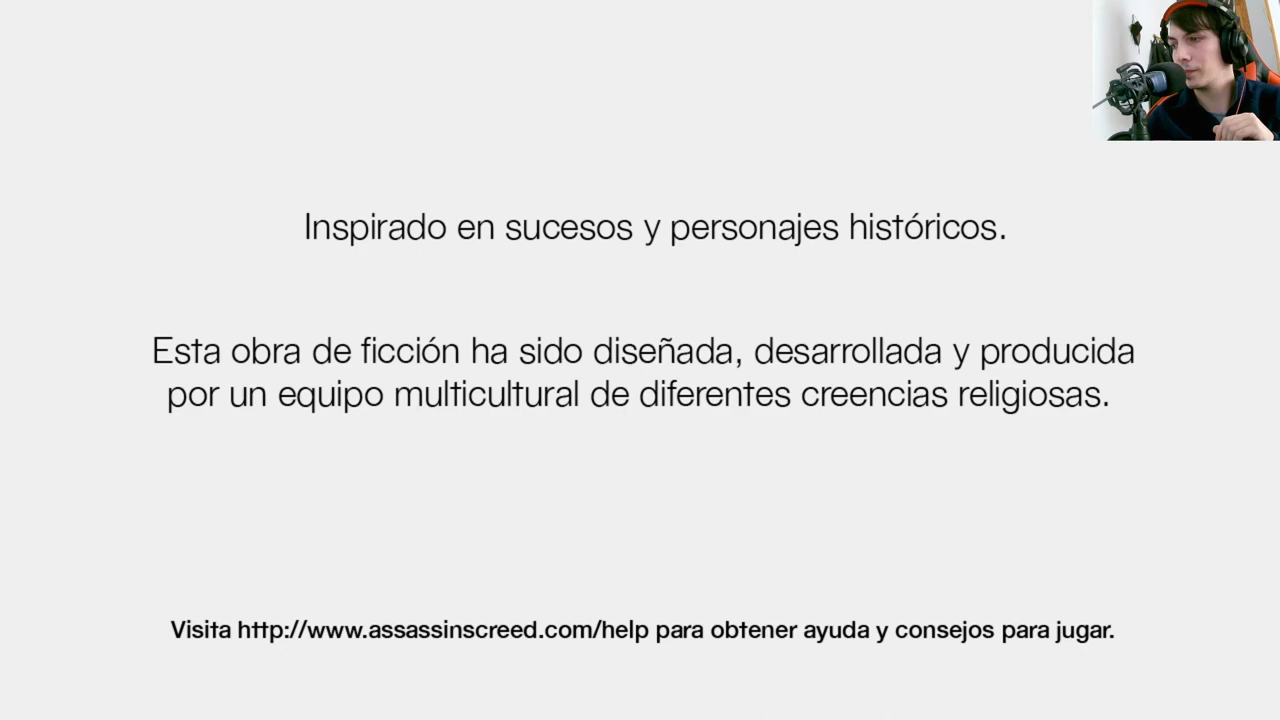 Inspirado en sucesos y personajes históricos.
Esta obra de ficción ha sido diseñada, desarrollada y producida
por un equipo multicultural de diferentes creencias religiosas.
Visita http://www.assassinscreed.com/help para obtener ayuda y consejos para jugar.